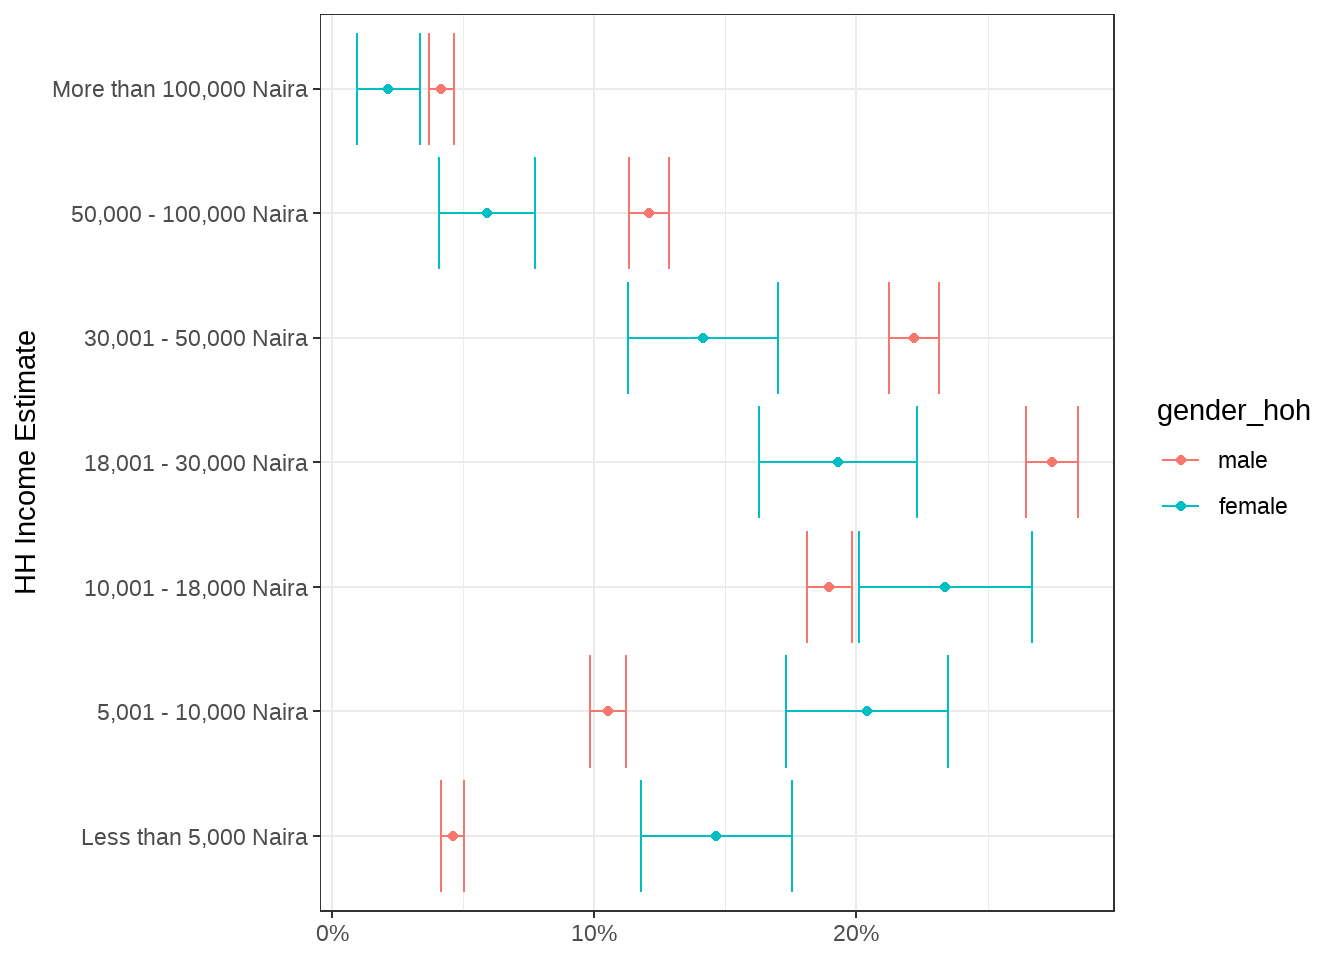 More than 100,000 Naira
50,000 - 100,000 Naira
30,001 - 50,000 Naira
18,001 - 30,000 Naira
10,001 - 18,000 Naira
5,001 - 10,000 Naira
Less than 5,000 Naira
HH Income Estimate
0%
10%
20%
gender_hoh
male
female